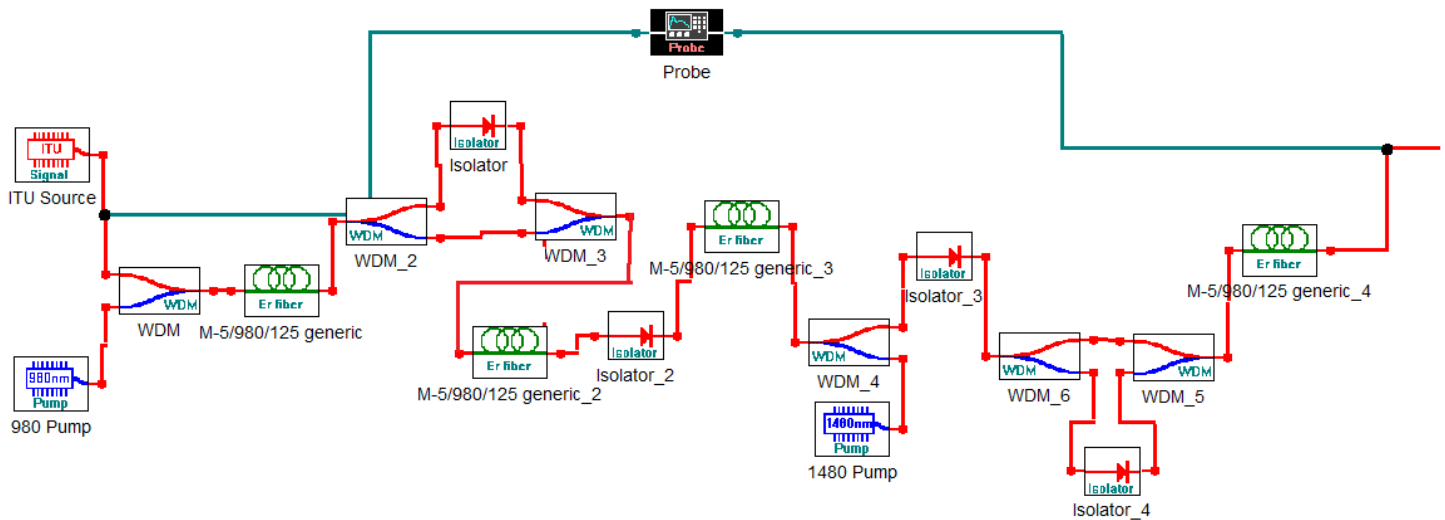 Probe
Probe
Isolator
Isolator
ITU
Signal
ITU Source
WDM
WDM_2
WDM
WDM_3
Er fiber
M-5/980/125 generic_3
Isolator
Isolator_3
Er fiber
M-5/980/125 generic_4
WDM
WDM
Er fiber
M-5/980/125 generic
Er fiber
M-5/980/125 generic_2
Isolator
Isolator_2
WDM
WDM_4
WDM
WDM_6
WDM
WDM_5
980nm
Pump
980 Pump
1480nm
Pump
1480 Pump
Isolator
Isolator_4